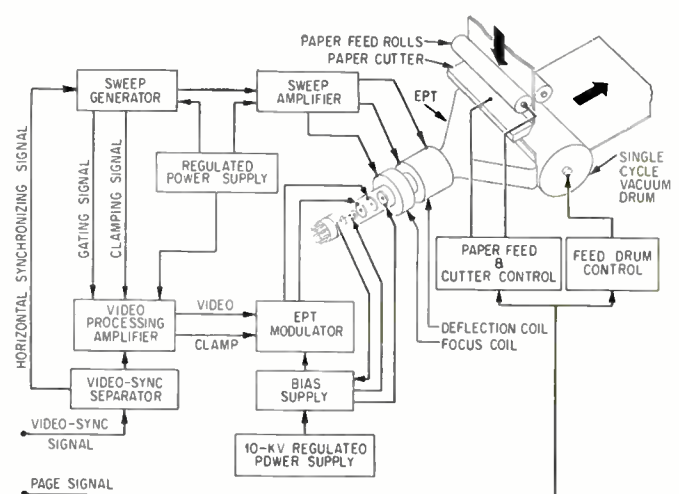 PAPER FEED ROLLS
PAPER CUTTER
EPT
SWEEP
GENERATOR
SWEEP
AMPLIFIER
REGULATED
POWER SUPPLY
SINGLE
CYCLE
VACUUM
DRUM
HORIZONTAL SYNCHRONIZING SIGNAL
GATING SIGNAL
CLAMPING SIGNAL
PAPER FEED
&
CUTTER CONTROL
FEED DRUM
CONTROL
VIDEO
PROCESSING
AMPLIFIER
VIDEO
CLAMP
EPT
MODULATOR
DEFLECTION COIL
FOCUS COIL
VIDEO-SYNC
SEPARATOR
BIAS
SUPPLY
VIDEO-SYNC
SIGNAL
10-KV REGULATED
POWER SUPPLY
PAGE SIGNAL